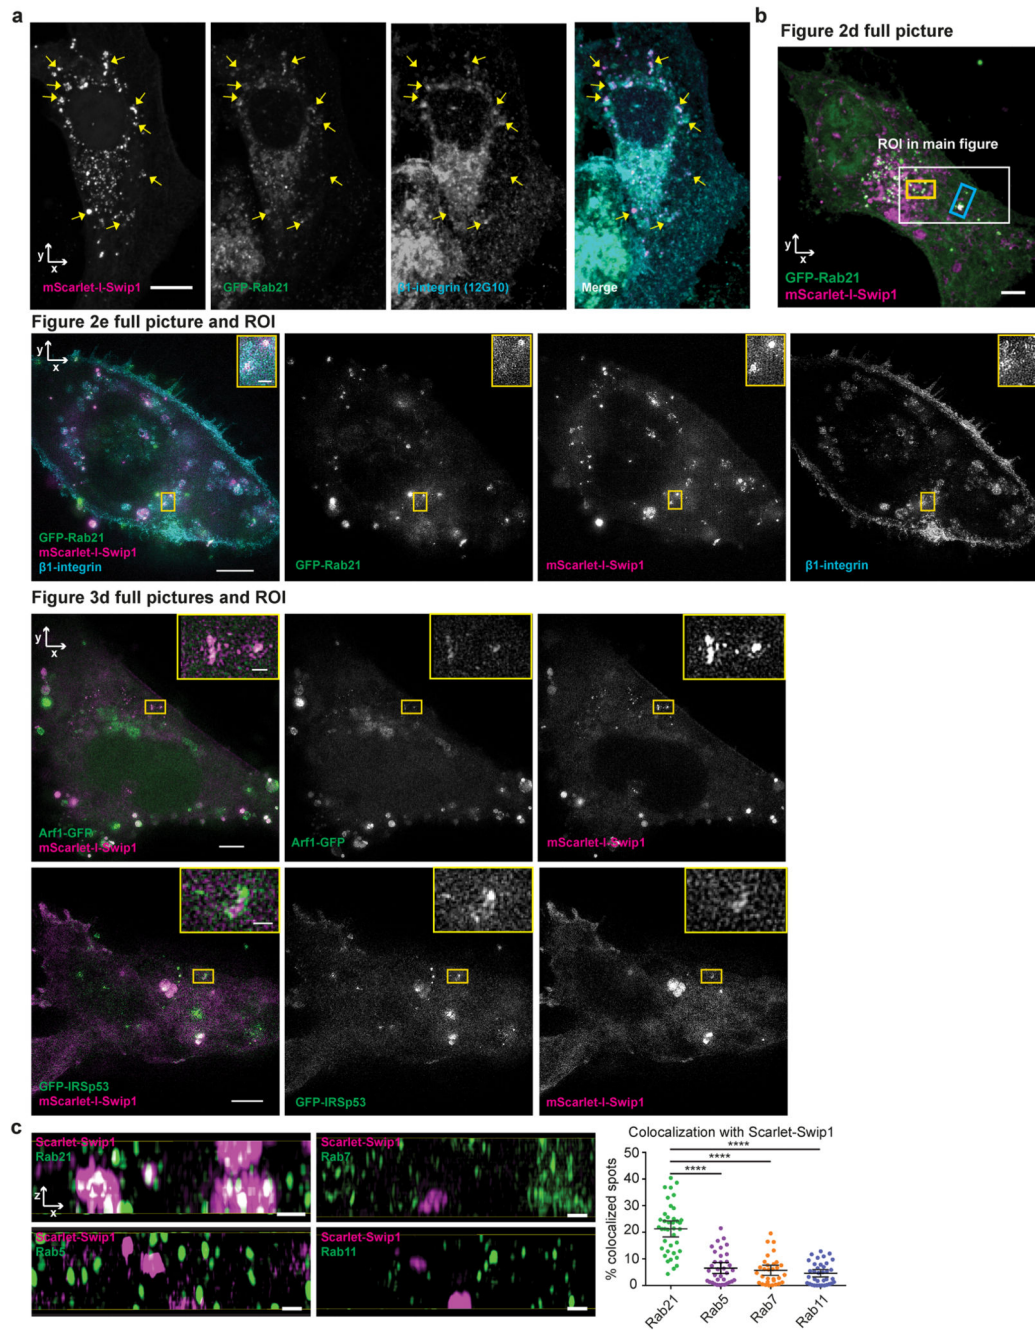 a
b
Figure 2d full picture
ROI in main figure
y
x
mScarlet-I-Swip1
GFP-Rab21
β1-integrin (12G10)
Merge
y
x
GFP-Rab21
mScarlet-I-Swip1
Figure 2e full picture and ROI
y
x
GFP-Rab21
mScarlet-I-Swip1
β1-integrin
GFP-Rab21
mScarlet-I-Swip1
β1-integrin
Figure 3d full pictures and ROI
y
x
Arf1-GFP
mScarlet-I-Swip1
Arf1-GFP
mScarlet-I-Swip1
GFP-IRSp53
mScarlet-I-Swip1
GFP-IRSp53
mScarlet-I-Swip1
c
Scarlet-Swip1
Rab21
z
x
Scarlet-Swip1
Rab7
Scarlet-Swip1
Rab5
Scarlet-Swip1
Rab11
Colocalization with Scarlet-Swip1
****
****
****
% colocalized spots
50
40
30
20
10
0
Rab21
Rab5
Rab7
Rab11